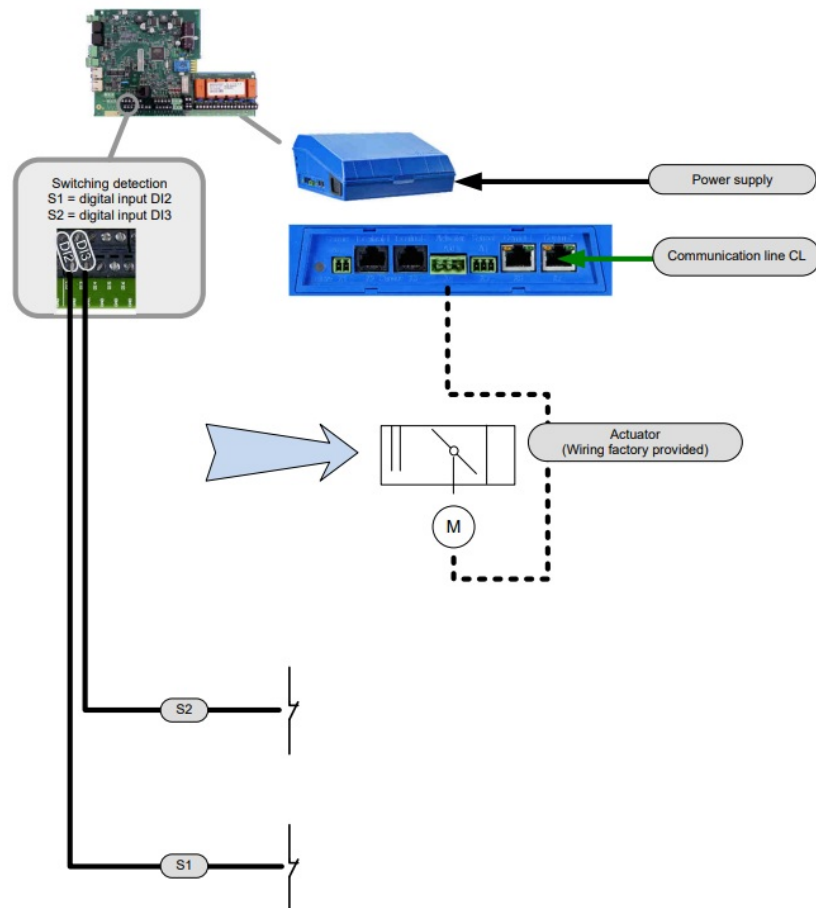 Switching detection
S1 = digital input DI2
S2 = digital input DI3
DI2
DI3
Power supply
Communication line CL
Actuator
(Wiring factory provided)
M
S2
S1